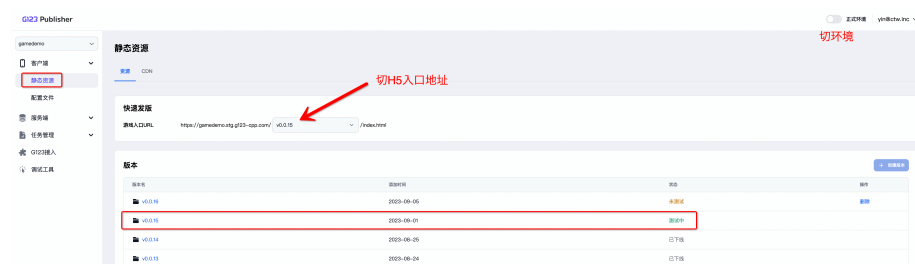 G123 Publisher
正式环境
yin@ctw.inc
切环境
gamedemo
静态资源
客户端
静态资源
资源
CDN
切H5入口地址
配置文件
快速发版
服务端
游戏入口URL
https://gamedemo.stg.g123-cpp.com/
v0.0.15
/index.html
任务管理
G123接入
版本
+ 创建版本
调试工具
版本名
添加时间
状态
操作
v0.0.16
2023-09-05
未测试
删除
v0.0.15
2023-09-01
测试中
v0.0.14
2023-08-25
已下线
v0.0.13
2023-08-24
已下线